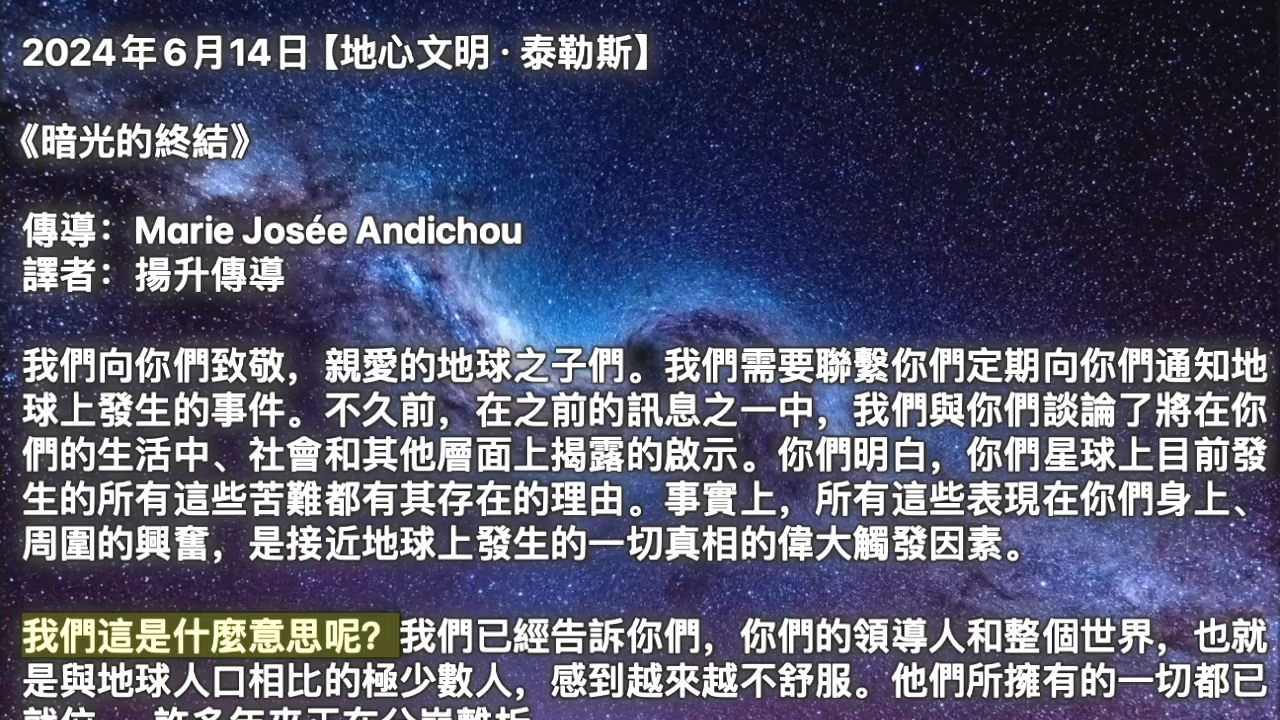 2024年6月14日【地心文明·泰勒斯】
《暗光的終結》
傳導：Marie Josée Andichou
譯者：揚升傳導
我們向你們致敬，親愛的地球之子們。我們需要聯繫你們定期向你們通知地
球上發生的事件。不久前，在之前的訊息之一中，我們與你們談論了將在你
們的生活中、社會和其他層面上揭露的啟示。你們明白，你們星球上目前發
生的所有這些苦難都有其存在的理由。事實上，所有這些表現在你們身上、
周圍的興奮，是接近地球上發生的一切真相的偉大觸發因素。
我們這是什麼意思呢？我們已經告訴你們，你們的領導人和整個世界，也就
是與地球人口相比的極少數人，感到越來越不舒服。他們所擁有的一切都已
就位，許多年來正在分崩離析